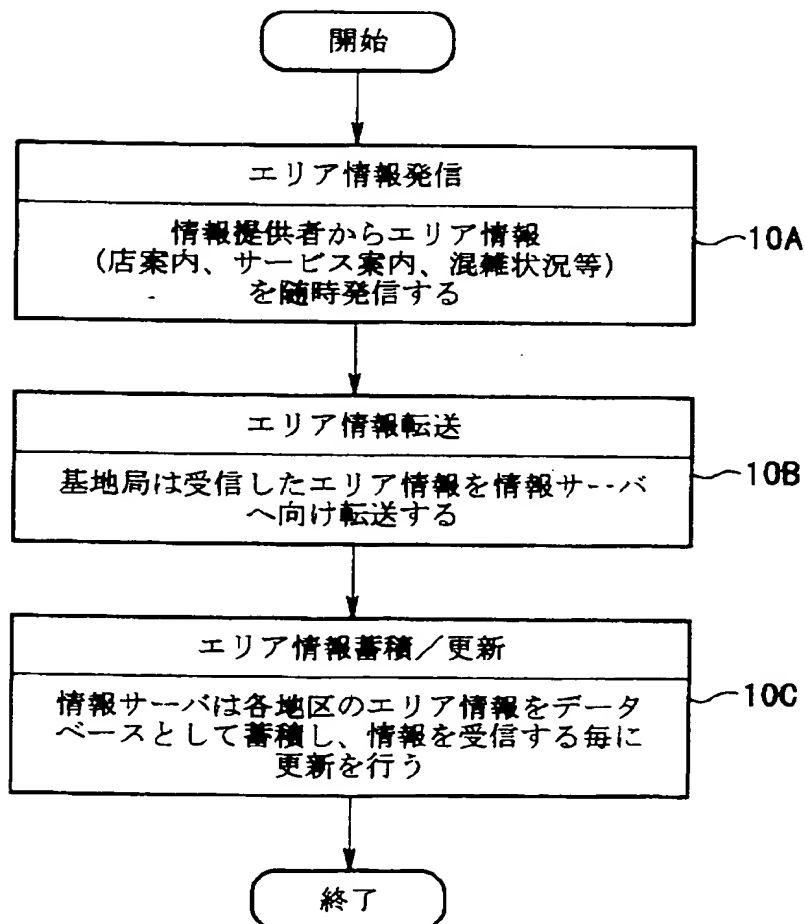 開始
エリア情報発信
情報提供者からエリア情報
(店案内、サービス案内、混雑状況等)
を随時発信する
10A
エリア情報転送
基地局は受信したエリア情報を情報サーバ
へ向け転送する
10B
エリア情報蓄積/更新
情報サーバは各地区のエリア情報をデータ
ベースとして蓄積し、情報を受信する毎に
更新を行う
10C
終了